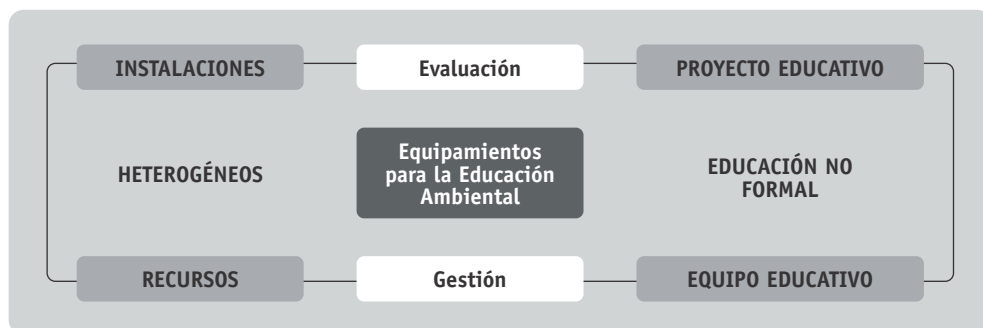 INSTALACIONES
Evaluación
PROYECTO EDUCATIVO
HETEROGÉNEOS
Equipamientos
para la Educación
Ambiental
EDUCACIÓN NO
FORMAL
RECURSOS
Gestión
EQUIPO EDUCATIVO